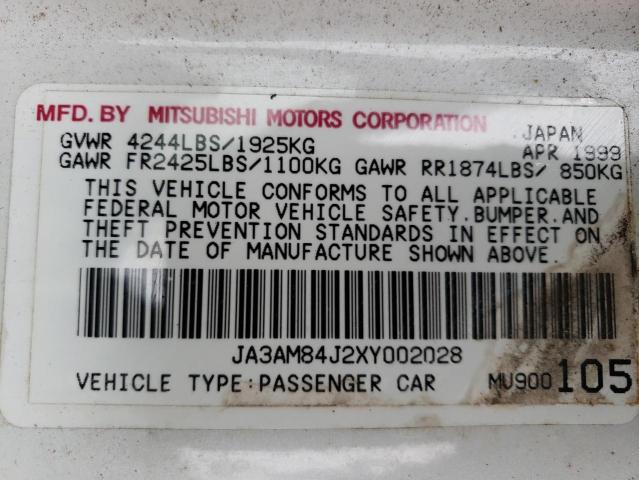 MFD. BY MITSUBISHI MOTORS CORPORATION
JAPAN
GVWR 4244LBS/1925KG APR 1999
GAWR FR2425LBS/1100KG GAWR RR1874LBS/ 850KG
THIS VEHICLE CONFORMS TO ALL APPLICABLE
FEDERAL MOTOR VEHICLE SAFETY.BUMPER.AND
THEFT PREVENTION STANDARDS IN EFFECT ON
THE DATE OF MANUFACTURE SHOWN ABOVE.
JA3AM84J2XY002028
VEHICLE TYPE:PASSENGER CAR MU900105